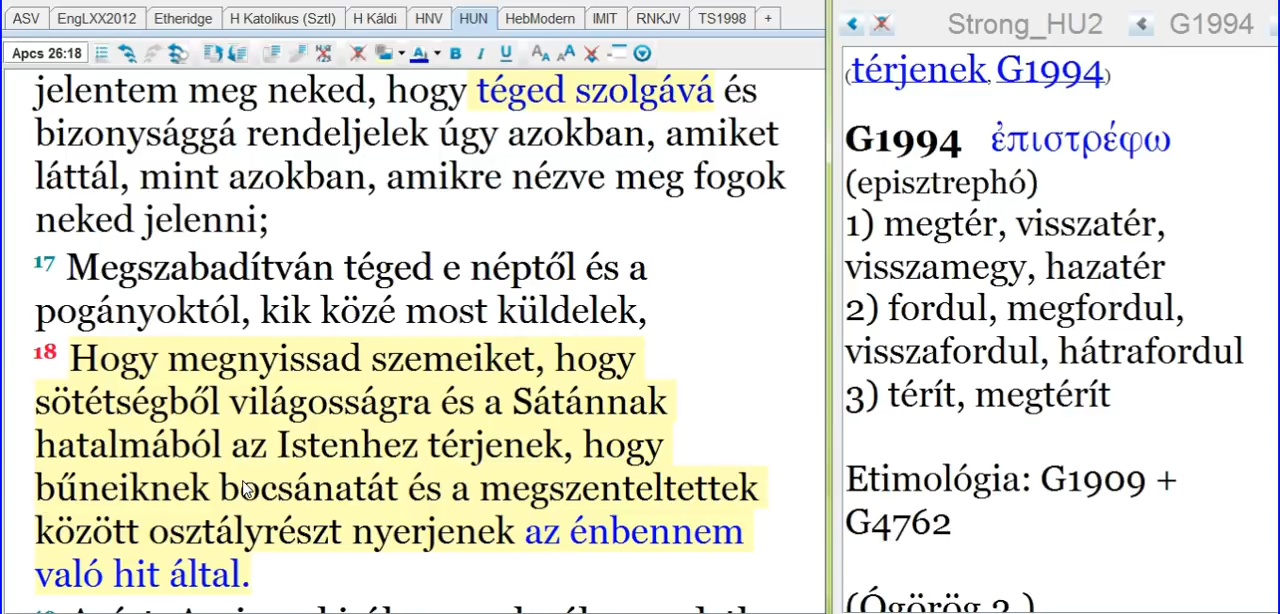 ASV EngLXX2012 Etheridge H Katolikus (Sztl) H Káldi HNV HUN HebModern IMIT RNKJV TS1998 +
Apcs 26:18
jelentem meg neked, hogy téged szolgává és
bizonysággá rendeljelek úgy azokban, amiket
láttál, mint azokban, amikre nézve meg fogok
neked jelenni;
17 Megszabadítván téged e néptől és a
pogányoktól, kik közé most küldelek,
18 Hogy megnyissad szemeiket, hogy
sötétségből világosságra és a Sátánnak
hatalmából az Istenhez térjenek, hogy
bűneiknek bocsánatát és a megszenteltettek
között osztályrészt nyerjenek az énbennem
való hit által.
Strong_HU2 G1994
(térjenek, G1994)
G1994 ἐπιστρέφω
(episztrephó)
1) megtér, visszatér,
visszamegy, hazatér
2) fordul, megfordul,
visszafordul, hátrafordul
3) térít, megtérít
Etimológia: G1909 +
G4762
(Ógörög 2.)